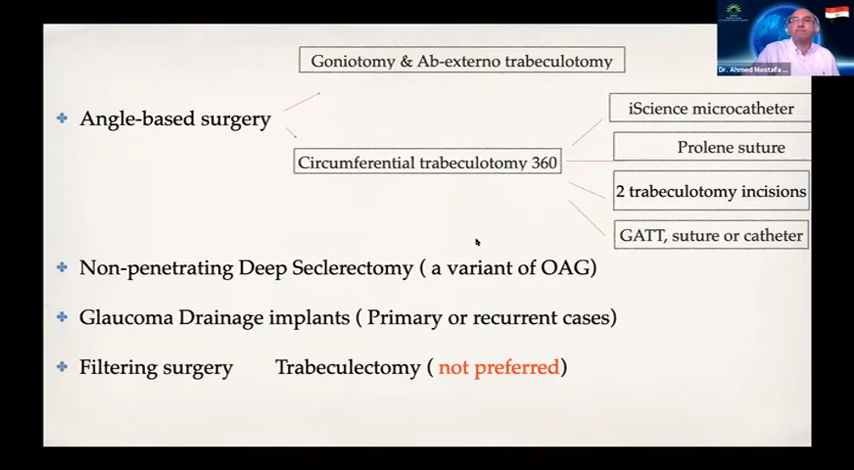 Goniotomy & Ab-externo trabeculotomy
Angle-based surgery
Circumferential trabeculotomy 360
iScience microcatheter
Prolene suture
2 trabeculotomy incisions
GATT, suture or catheter
Non-penetrating Deep Seclerectomy ( a variant of OAG)
Glaucoma Drainage implants ( Primary or recurrent cases)
Filtering surgery Trabeculectomy ( not preferred)
Dr. Ahmed Mostafa ...